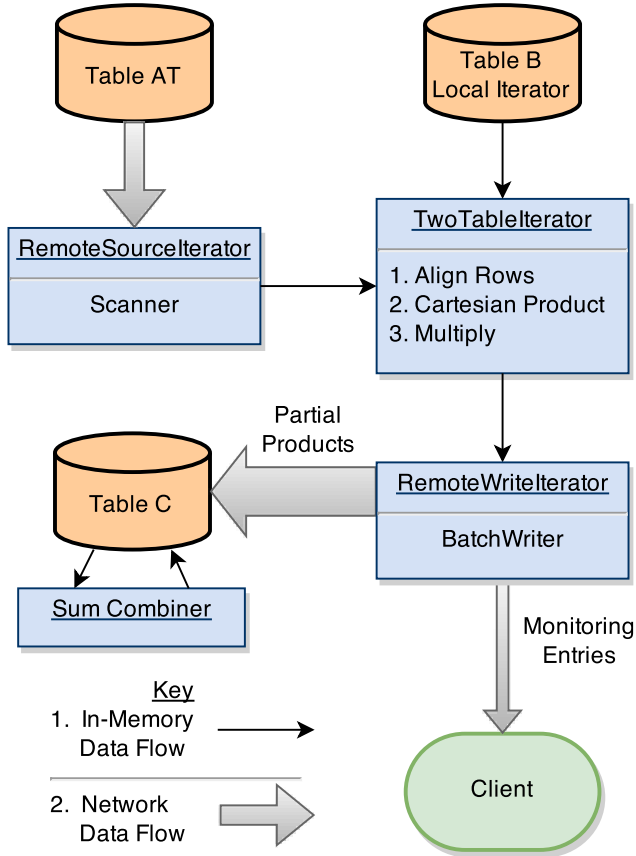 Table AT
Table B
Local Iterator
RemoteSourceIterator
Scanner
TwoTableIterator
1. Align Rows
2. Cartesian Product
3. Multiply
Partial
Products
Table C
RemoteWriteIterator
BatchWriter
Sum Combiner
Monitoring
Entries
Key
1. In-Memory
Data Flow
2. Network
Data Flow
Client